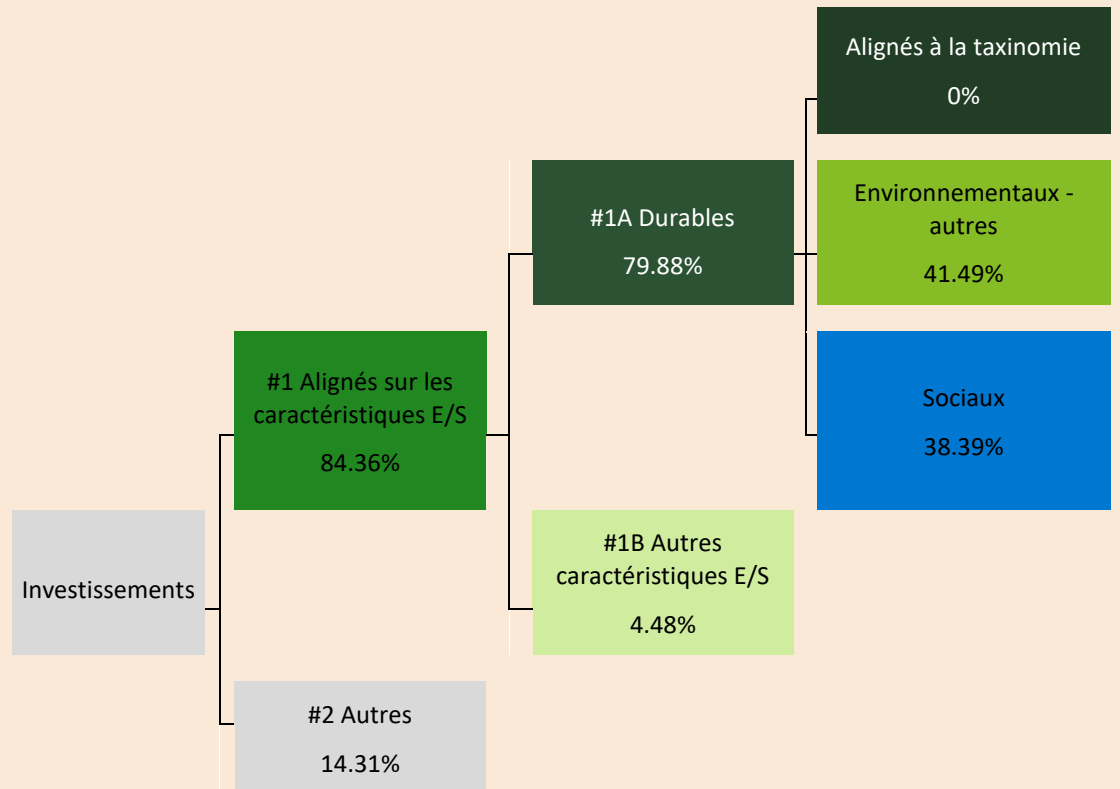 Alignés à la taxinomie
0%
Environnementaux -
autres
41.49%
#1A Durables
79.88%
Sociaux
38.39%
#1 Alignés sur les
caractéristiques E/S
84.36%
#1B Autres
caractéristiques E/S
4.48%
Investissements
#2 Autres
14.31%